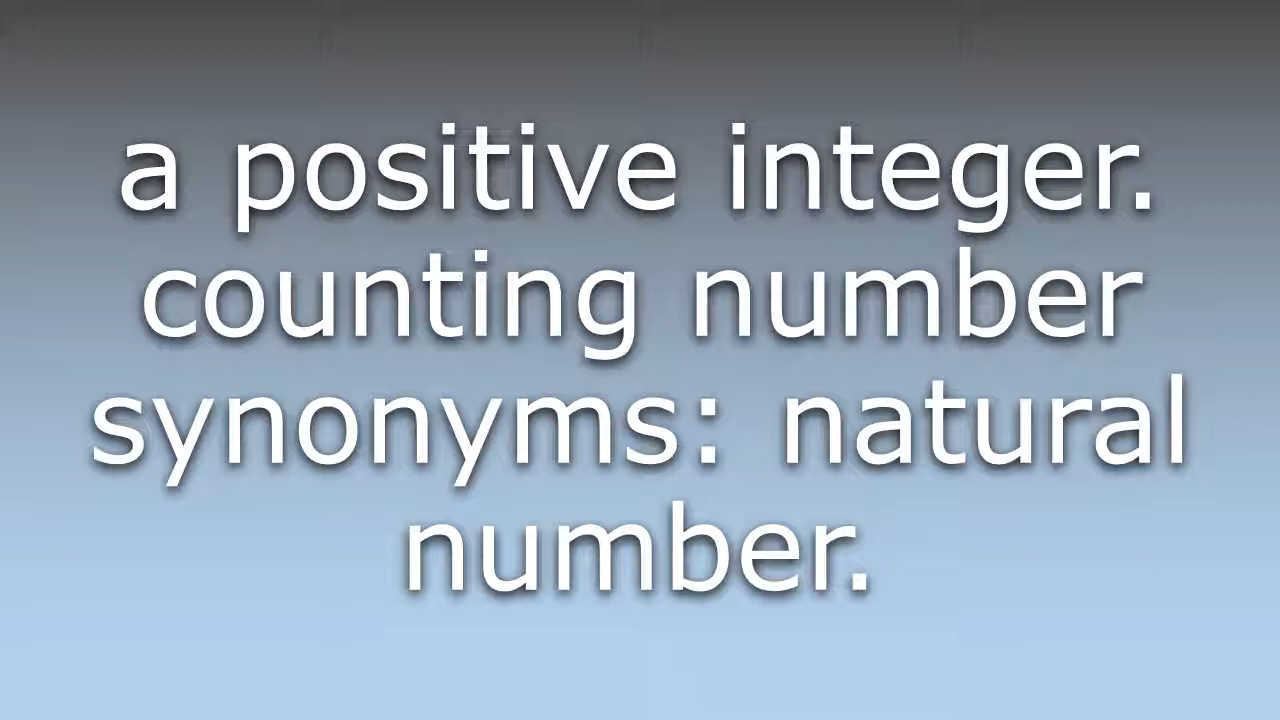 a positive integer.
counting number
synonyms: natural
number.